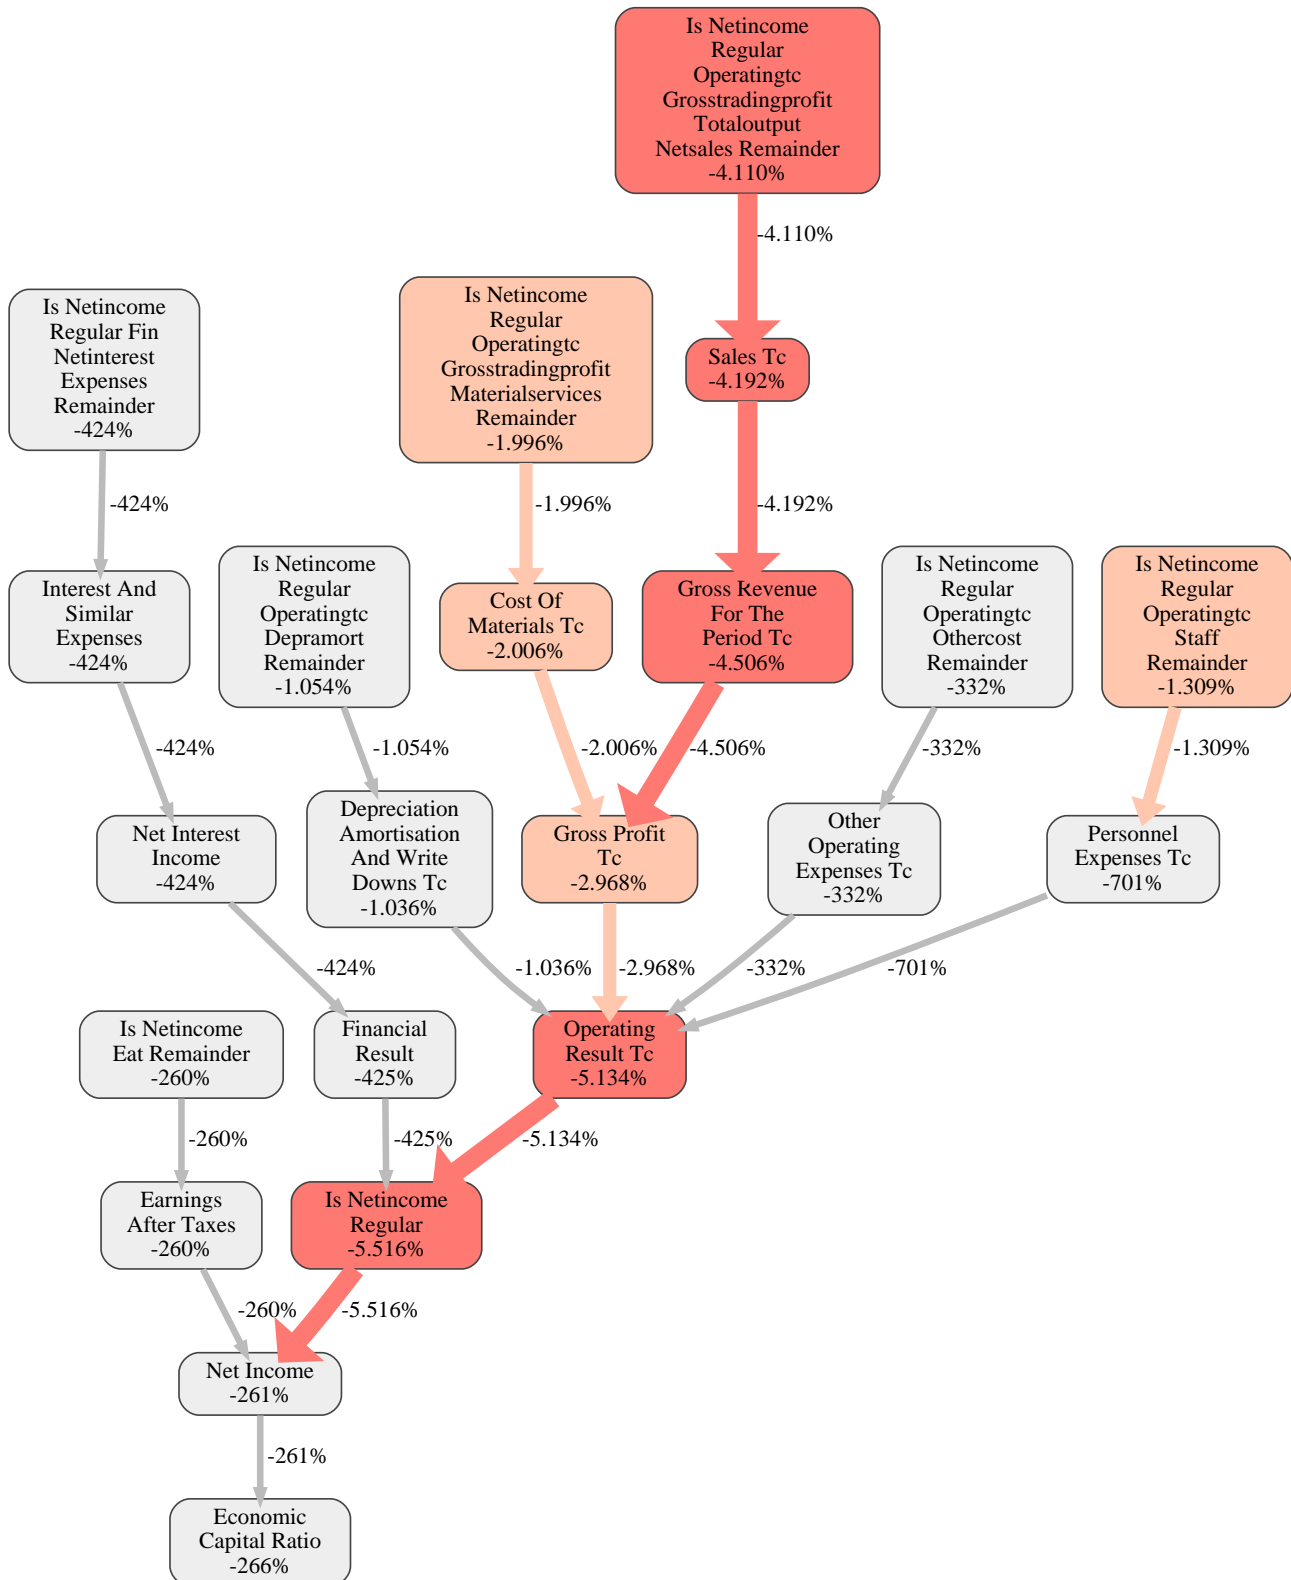 Is Netincome
Regular
Operatingtc
Grosstradingprofit
Totaloutput
Netsales Remainder
-4.110%
-4.110%
Is Netincome
Regular Fin
Netinterest
Expenses
Remainder
-424%
Is Netincome
Regular
Operatingtc
Grosstradingprofit
Materialservices
Remainder
-1.996%
Sales Tc
-4.192%
-424%
-1.996%
-4.192%
Interest And
Similar
Expenses
-424%
Is Netincome
Regular
Operatingtc
Depramort
Remainder
-1.054%
Cost Of
Materials Tc
-2.006%
Gross Revenue
For The
Period Tc
-4.506%
Is Netincome
Regular
Operatingtc
Othercost
Remainder
-332%
Is Netincome
Regular
Operatingtc
Staff
Remainder
-1.309%
-424%
-1.054%
-2.006%
-4.506%
-332%
-1.309%
Net Interest
Income
-424%
Depreciation
Amortisation
And Write
Downs Tc
-1.036%
Gross Profit
Tc
-2.968%
Other
Operating
Expenses Tc
-332%
Personnel
Expenses Tc
-701%
-424%
-1.036%
-2.968%
-332%
-701%
Is Netincome
Eat Remainder
-260%
Financial
Result
-425%
Operating
Result Tc
-5.134%
-260%
-425%
-5.134%
Earnings
After Taxes
-260%
Is Netincome
Regular
-5.516%
-260%
-5.516%
Net Income
-261%
-261%
Economic
Capital Ratio
-266%